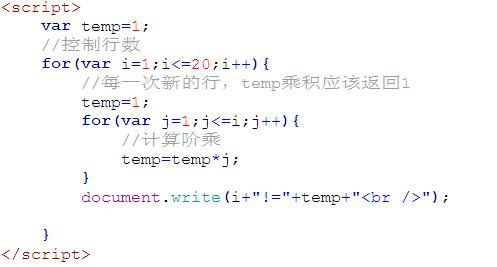 <script>
var temp=1;
//控制行数
for(var i=1;i<=20;i++){
//每一次新的行，temp乘积应该返回1
temp=1;
for(var j=1;j<=i;j++){
//计算阶乘
temp=temp*j;
}
document.write(i+"!="+temp+"<br />");
}
</script>